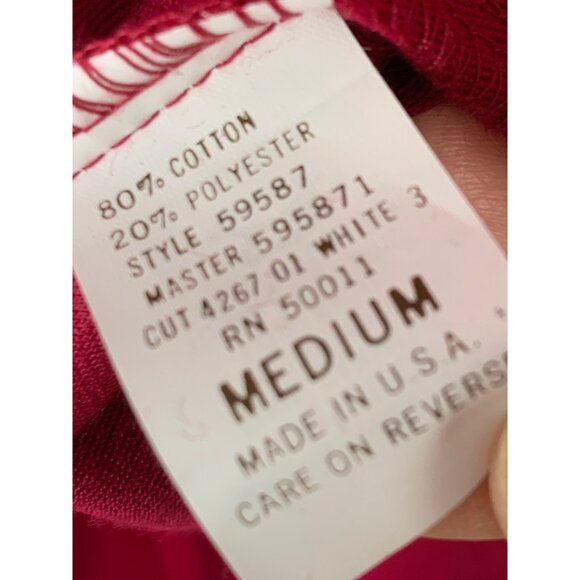 80% COTTON
20% POLYESTER
STYLE 59587
MASTER 595871
CUT 4267 01 WHITE 3
RN 50011
MEDIUM
MADE IN U.S.A.
CARE ON REVERSE